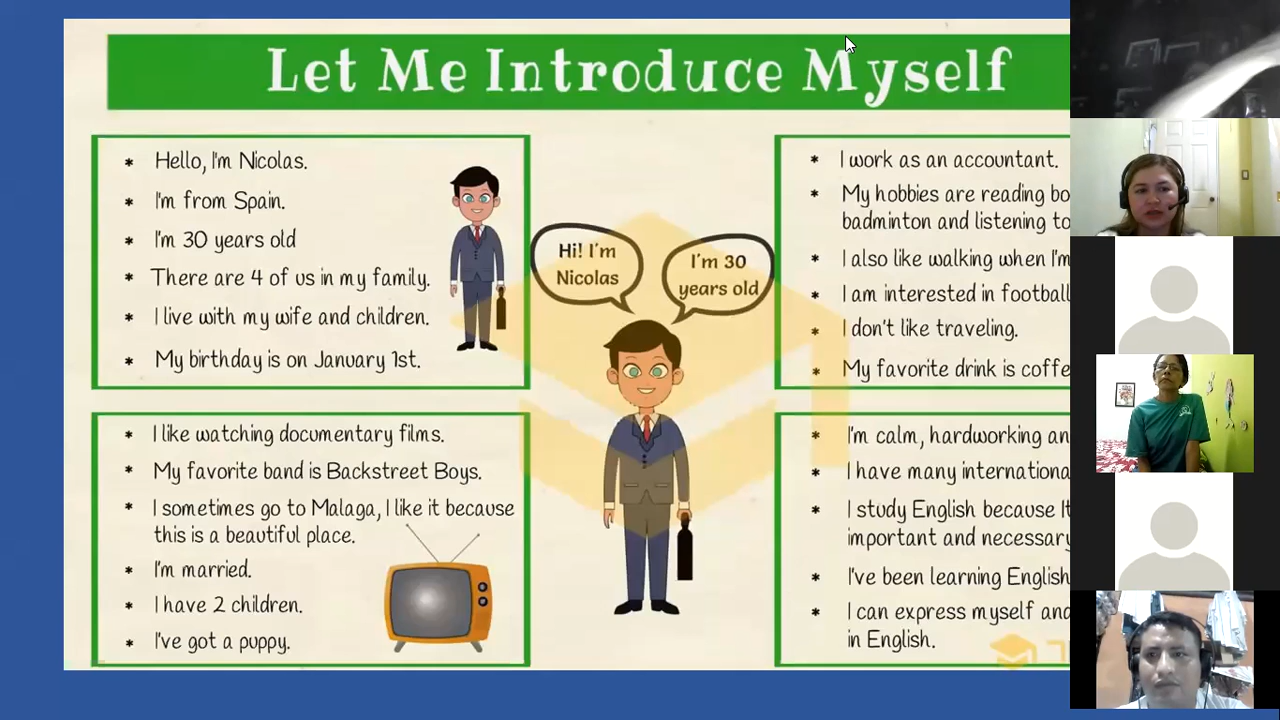 Let Me Introduce Myself
* Hello, I'm Nicolas.
* I'm from Spain.
* I'm 30 years old
* There are 4 of us in my family.
* I live with my wife and children.
* My birthday is on January 1st.
Hi! I'm
Nicolas
I'm 30
years old
* I work as an accountant.
* My hobbies are reading
badminton and listening to
* I also like walking when I'm
* I am interested in football
* I don't like traveling.
* My favorite drink is
* I like watching documentary films.
* My favorite band is Backstreet Boys.
* I sometimes go to Malaga, I like it because
this is a beautiful place.
* I'm married.
* I have 2 children.
* I've got a puppy.
* I'm calm, hardworking
* I have many
* I study English because
important and necessary
* I've been learning English
* I can express myself
in English.